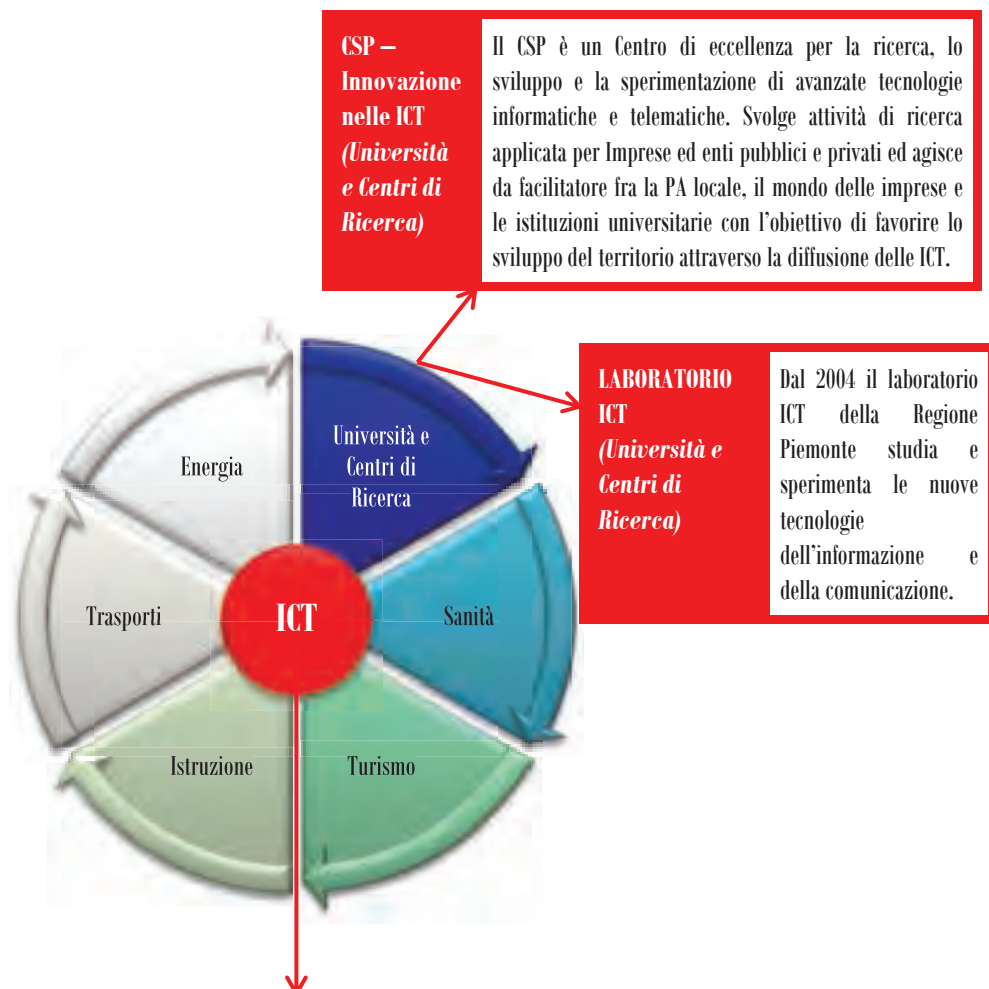 CSP –
Innovazione
nelle ICT
(Università
e Centri di
Ricerca)
Il CSP è un Centro di eccellenza per la ricerca, lo
sviluppo e la sperimentazione di avanzate tecnologie
informatiche e telematiche. Svolge attività di ricerca
applicata per Imprese ed enti pubblici e privati ed agisce
da facilitatore fra la PA locale, il mondo delle imprese e
le istituzioni universitarie con l’obiettivo di favorire lo
sviluppo del territorio attraverso la diffusione delle ICT.
LABORATORIO
ICT
(Università e
Centri di
Ricerca)
Dal 2004 il laboratorio
ICT della Regione
Piemonte studia e
sperimenta le nuove
tecnologie
dell’informazione e
della comunicazione.
Università e
Centri di
Ricerca
Energia
Trasporti
ICT
Sanità
Istruzione
Turismo